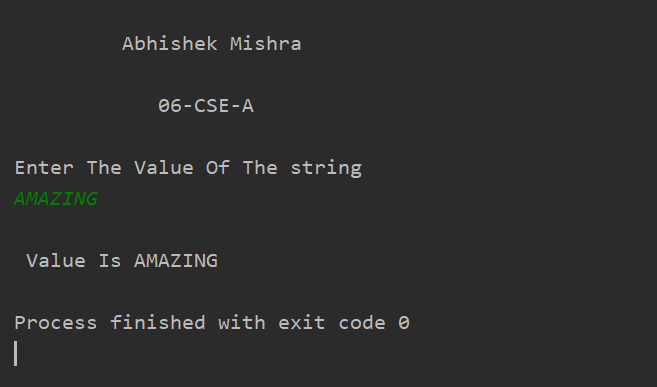 Abhishek Mishra
06-CSE-A
Enter The Value Of The string
AMAZING
Value Is AMAZING
Process finished with exit code 0